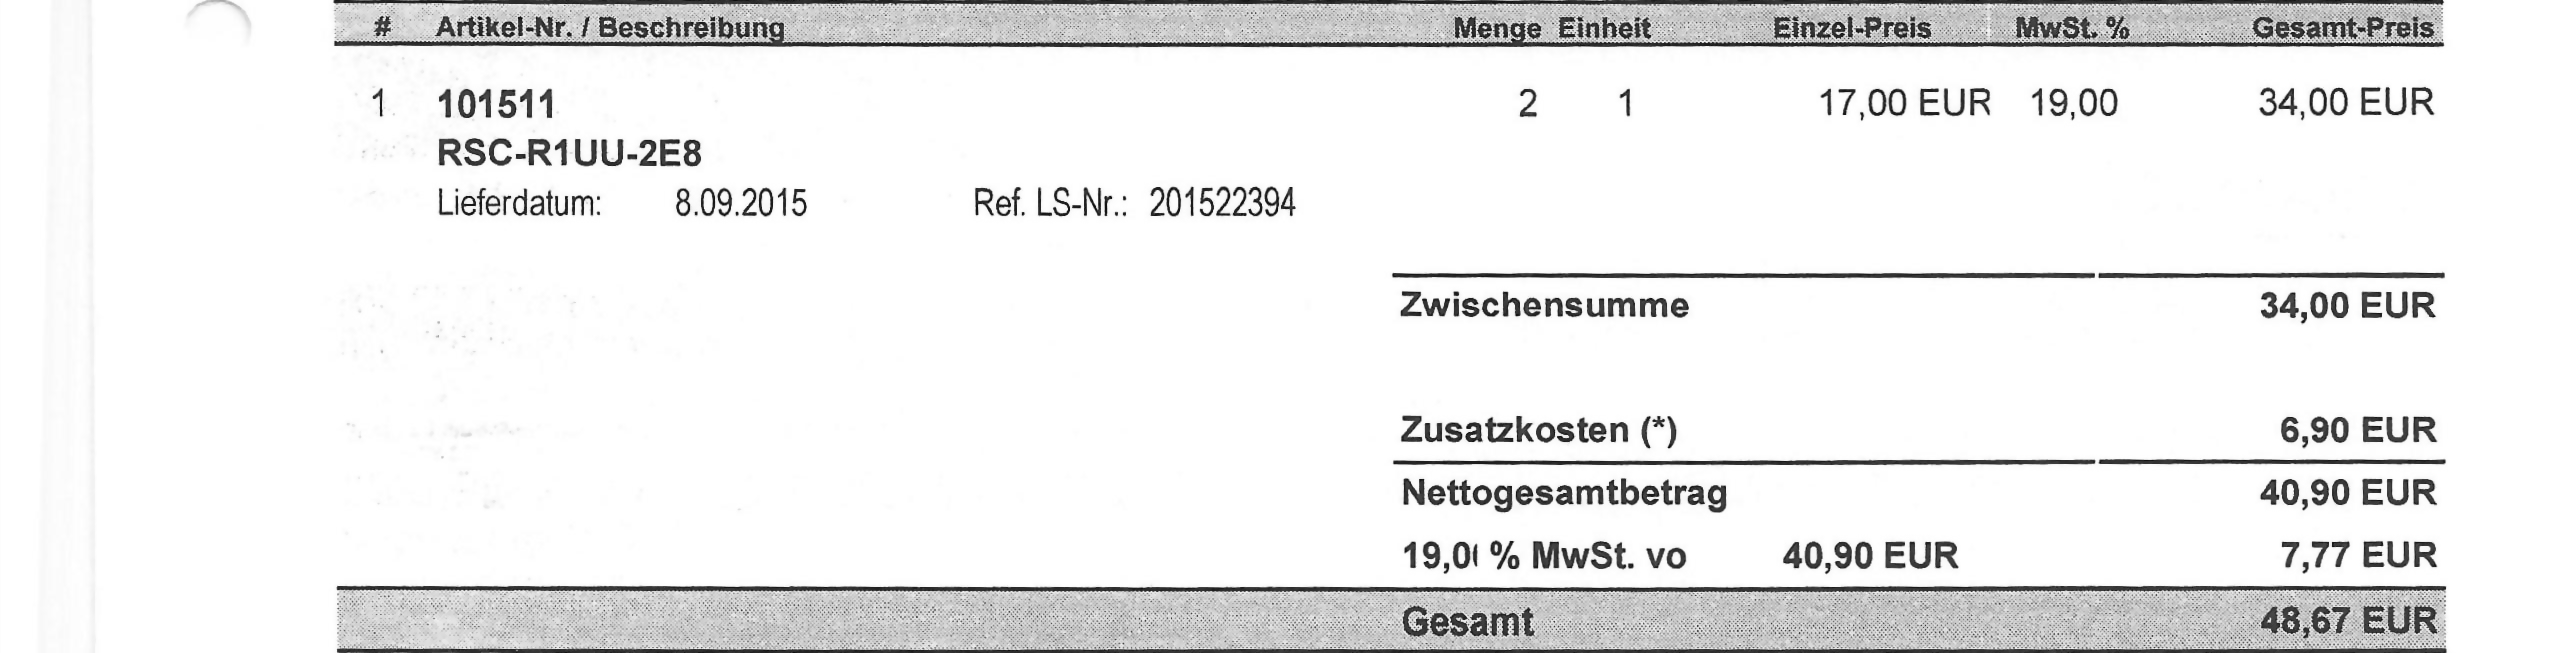 # Artikel-Nr. / Beschreibung Menge Einheit Einzel-Preis MwSt. % Gesamt-Preis
1 101511 2 1 17,00 EUR 19,00 34,00 EUR
RSC-R1UU-2E8
Lieferdatum: 8.09.2015 Ref. LS-Nr.: 201522394
Zwischensumme 34,00 EUR
Zusatzkosten (*) 6,90 EUR
Nettogesamtbetrag 40,90 EUR
19,0 % MwSt. vo 40,90 EUR 7,77 EUR
Gesamt 48,67 EUR